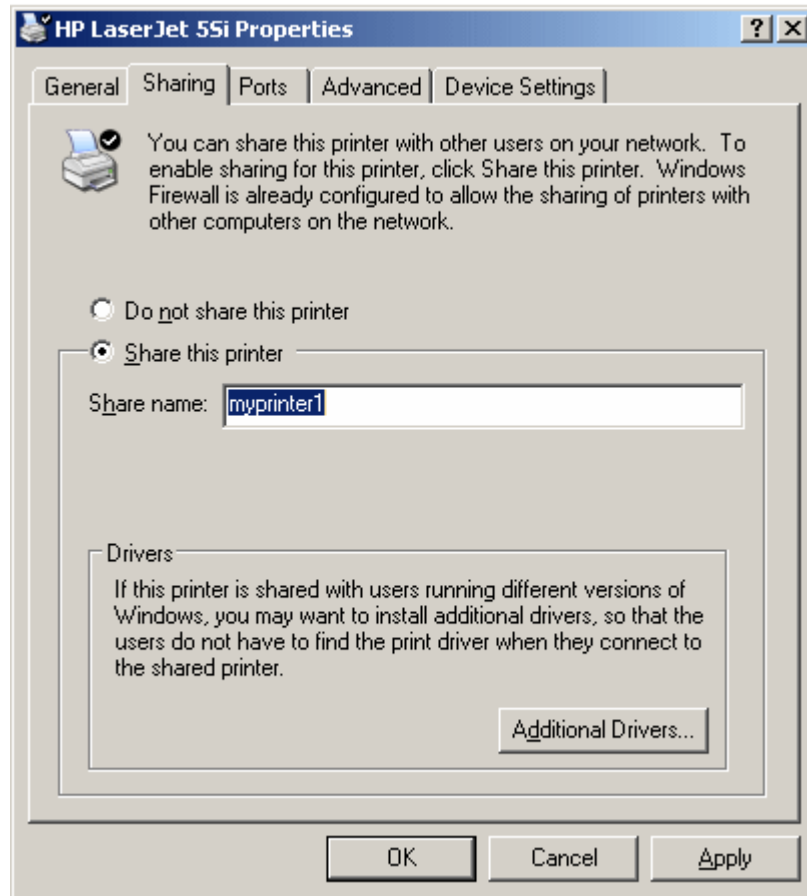 HP LaserJet 5Si Properties
General Sharing Ports Advanced Device Settings
You can share this printer with other users on your network. To
enable sharing for this printer, click Share this printer. Windows
Firewall is already configured to allow the sharing of printers with
other computers on the network.
Do not share this printer
Share this printer
Share name: myprinter1
Drivers
If this printer is shared with users running different versions of
Windows, you may want to install additional drivers, so that the
users do not have to find the print driver when they connect to
the shared printer.
Additional Drivers...
OK Cancel Apply